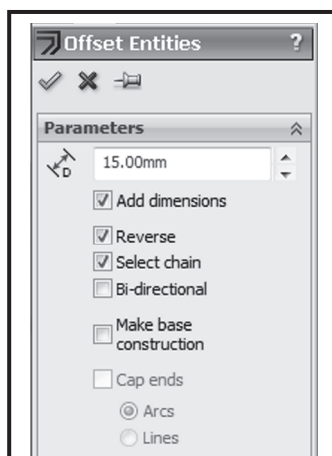 Offset Entities ?
Parameters
D
15.00mm
Add dimensions
Reverse
Select chain
Bi-directional
Make base
construction
Cap ends
Arcs
Lines